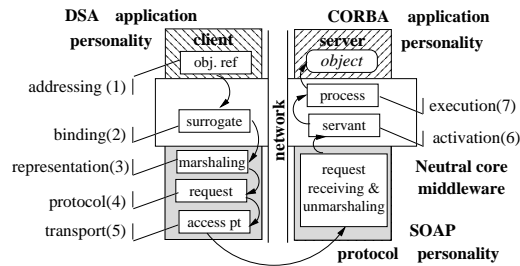 DSA application personality
CORBA application personality
client
server
obj. ref
object
addressing (1)
process
execution(7)
surrogate
binding(2)
servant
activation(6)
network
representation(3)
marshaling
request receiving & unmarshaling
Neutral core middleware
protocol(4)
request
transport(5)
access pt
SOAP protocol personality